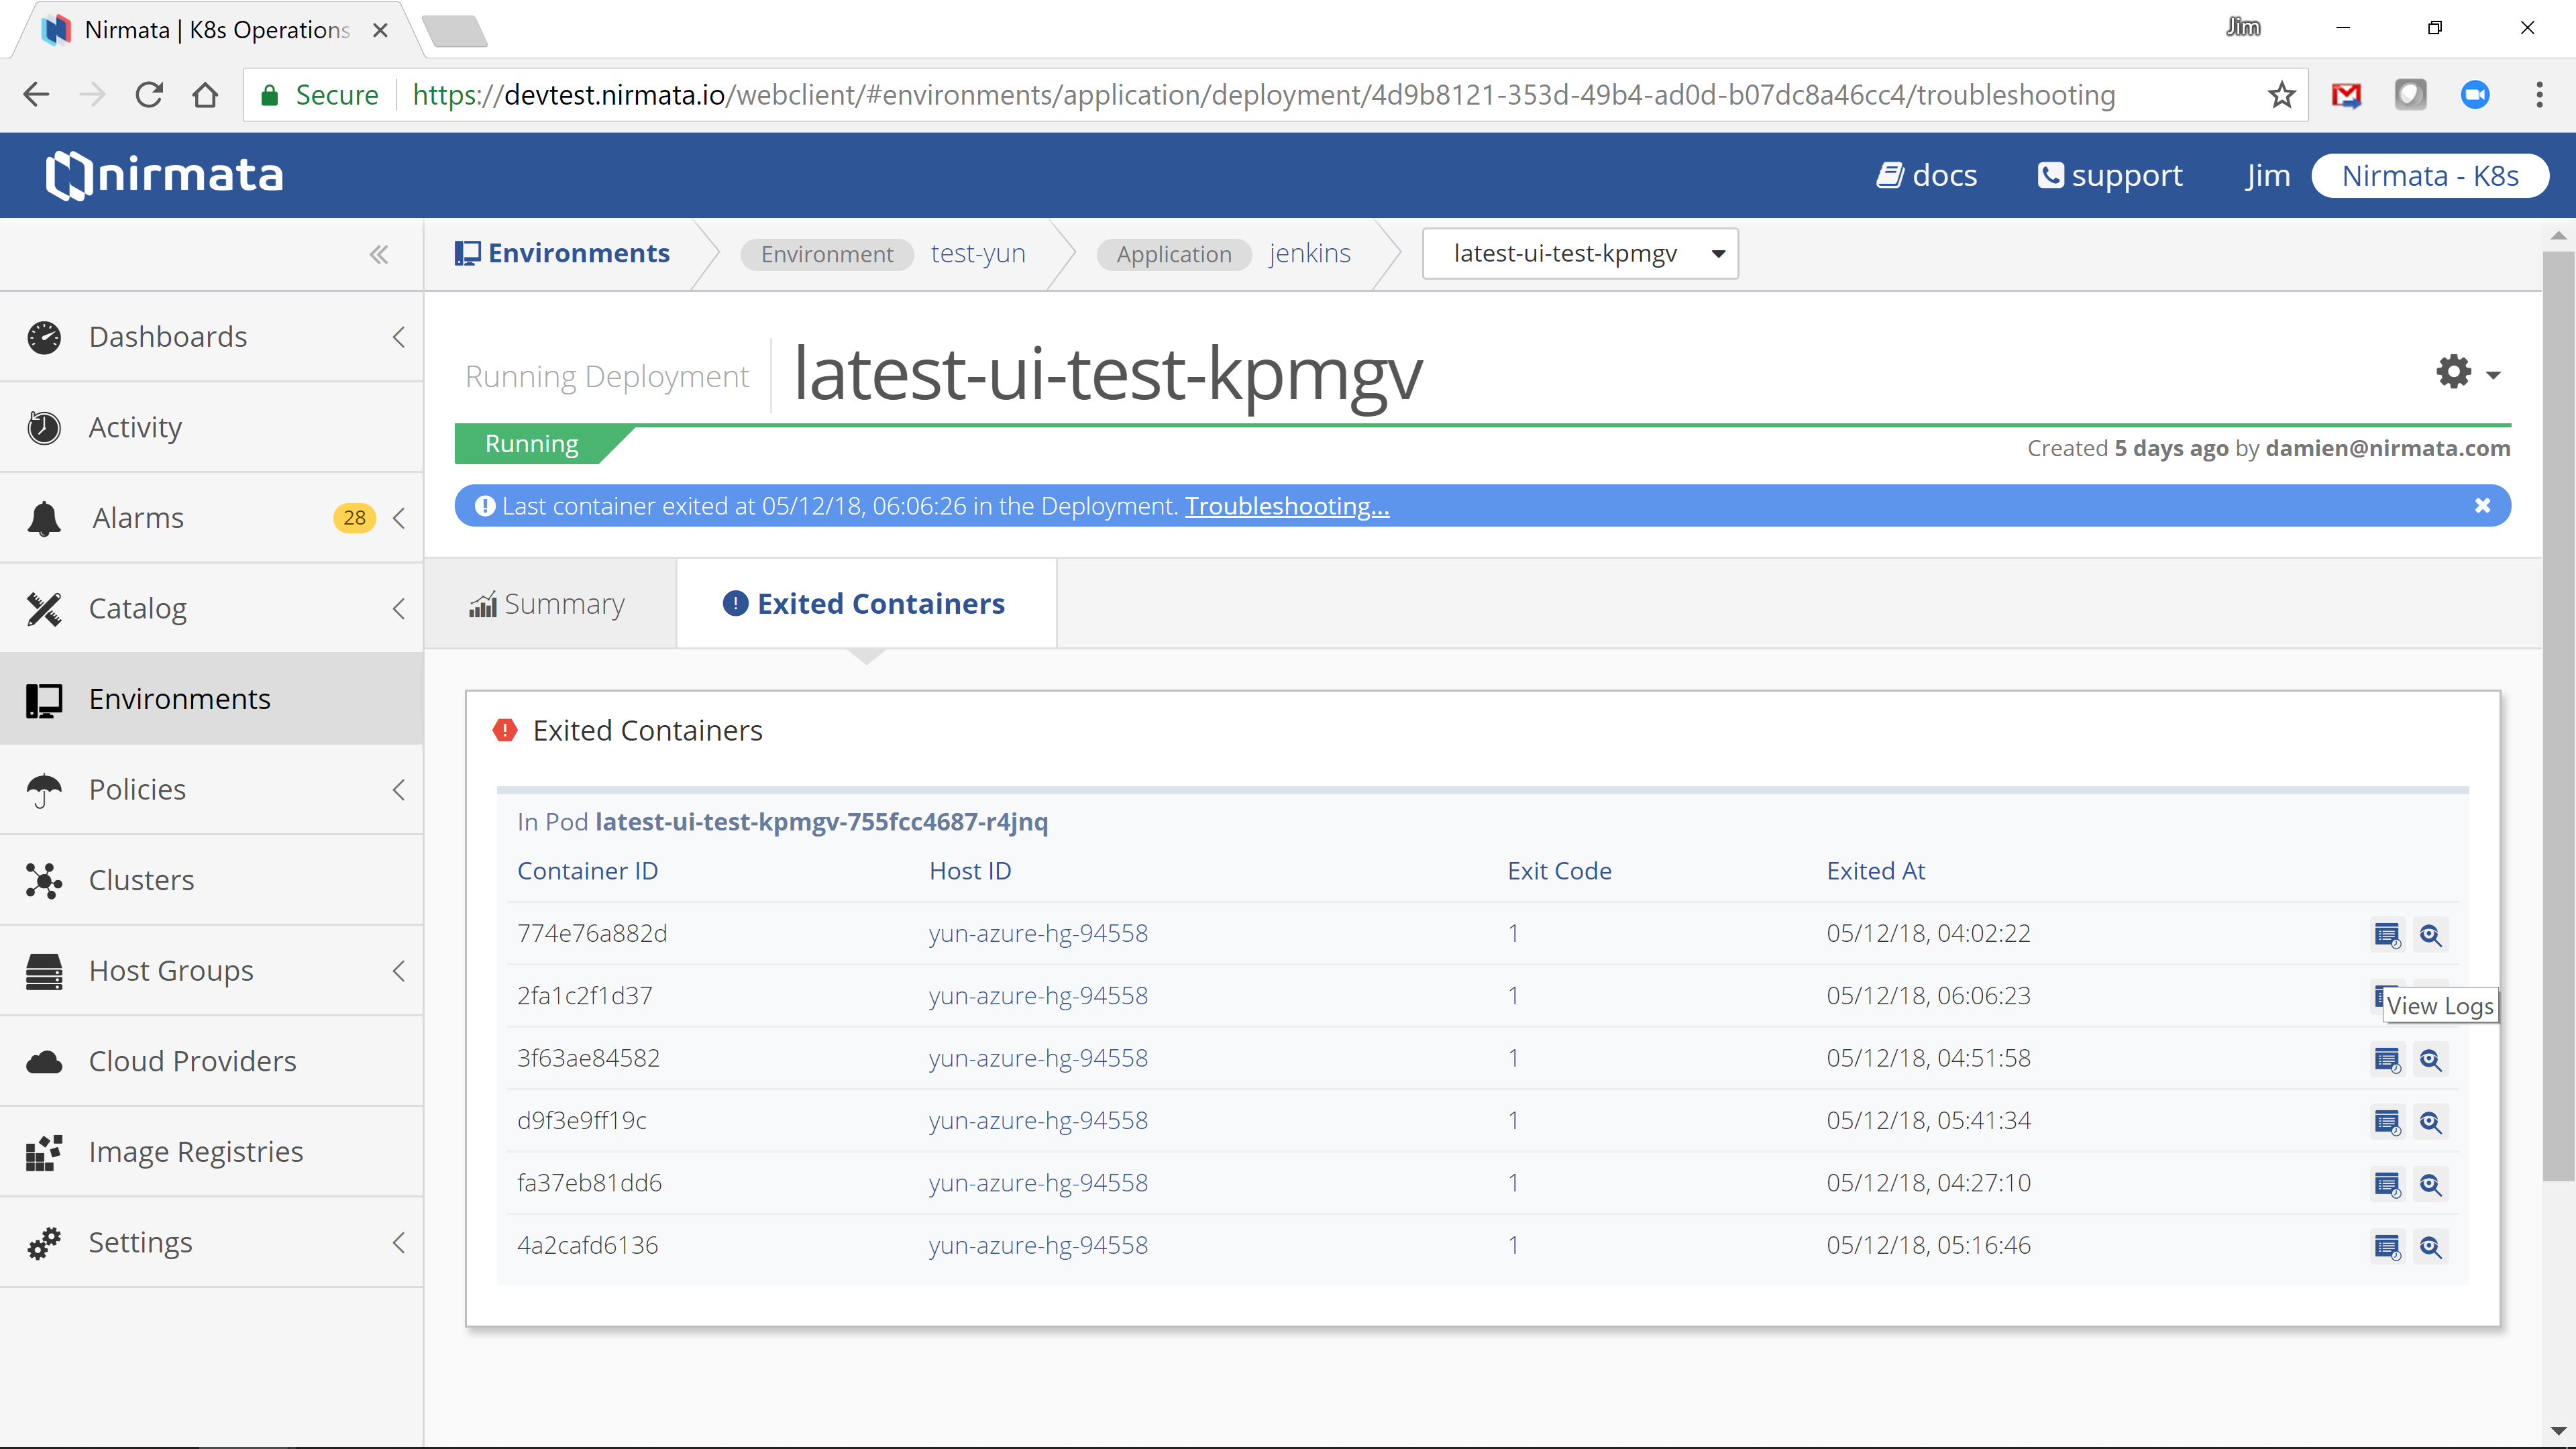 Nirmata | K8s Operations
Jim
Secure
https://devtest.nirmata.io/webclient/#environments/application/deployment/4d9b8121-353d-49b4-ad0d-b07dc8a46cc4/troubleshooting
nirmata
docs
support
Jim
Nirmata - K8s
Environments
Environment
test-yun
Application
jenkins
latest-ui-test-kpmgv
Dashboards
Activity
Alarms
28
Catalog
Environments
Policies
Clusters
Host Groups
Cloud Providers
Image Registries
Settings
Running Deployment
latest-ui-test-kpmgv
Running
Created 5 days ago by damien@nirmata.com
Last container exited at 05/12/18, 06:06:26 in the Deployment. Troubleshooting...
Summary
Exited Containers
Exited Containers
In Pod latest-ui-test-kpmgv-755fcc4687-r4jnq
Container ID Host ID Exit Code Exited At
774e76a882d yun-azure-hg-94558 1 05/12/18, 04:02:22
2fa1c2f1d37 yun-azure-hg-94558 1 05/12/18, 06:06:23
View Logs
3f63ae84582 yun-azure-hg-94558 1 05/12/18, 04:51:58
d9f3e9ff19c yun-azure-hg-94558 1 05/12/18, 05:41:34
fa37eb81dd6 yun-azure-hg-94558 1 05/12/18, 04:27:10
4a2cafd6136 yun-azure-hg-94558 1 05/12/18, 05:16:46